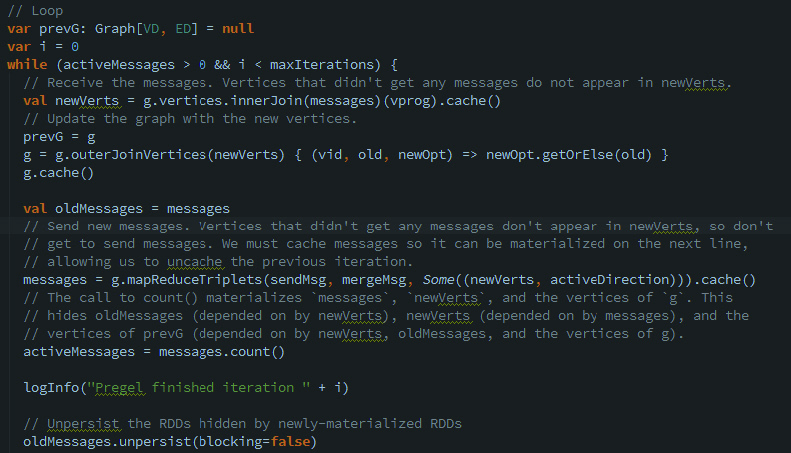 // Loop
var prevG: Graph[VD, ED] = null
var i = 0
while (activeMessages > 0 && i < maxIterations) {
// Receive the messages. Vertices that didn't get any messages do not appear in newVerts.
val newVerts = g.vertices.innerJoin(messages)(vprog).cache()
// Update the graph with the new vertices.
prevG = g
g = g.outerJoinVertices(newVerts) { (vid, old, newOpt) => newOpt.getOrElse(old) }
g.cache()
val oldMessages = messages
// Send new messages. Vertices that didn't get any messages don't appear in newVerts, so don't
// get to send messages. We must cache messages so it can be materialized on the next line,
// allowing us to uncache the previous iteration.
messages = g.mapReduceTriplets(sendMsg, mergeMsg, Some((newVerts, activeDirection))).cache()
// The call to count() materializes `messages`, `newVerts`, and the vertices of `g`. This
// hides oldMessages (depended on by newVerts), newVerts (depended on by messages), and the
// vertices of prevG (depended on by newVerts, oldMessages, and the vertices of g).
activeMessages = messages.count()
logInfo("Pregel finished iteration " + i)
// Unpersist the RDDs hidden by newly-materialized RDDs
oldMessages.unpersist(blocking=false)